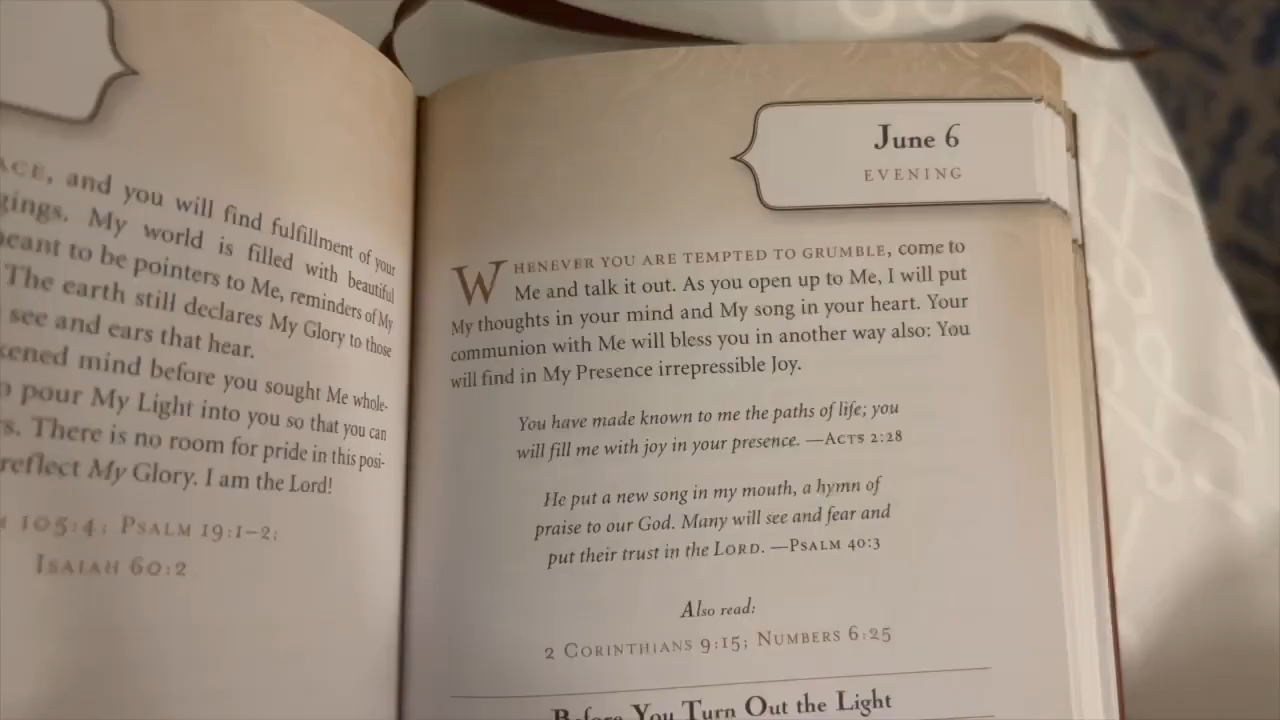 and you will find fulfillment of your
My world is filled with beautiful
meant to be pointers to Me, reminders of My
The earth still declares My Glory to those
see and ears that hear.
mind before you sought Me whole-
pour My Light into you so that you can
There is no room for pride in this posi-
reflect My Glory. I am the Lord!
105:4; Psalm 19:1–2;
Isaiah 60:2
June 6
EVENING
WHENEVER YOU ARE TEMPTED TO GRUMBLE, come to
Me and talk it out. As you open up to Me, I will put
My thoughts in your mind and My song in your heart. Your
communion with Me will bless you in another way also: You
will find in My Presence irrepressible Joy.
You have made known to me the paths of life; you
will fill me with joy in your presence. —Acts 2:28
He put a new song in my mouth, a hymn of
praise to our God. Many will see and fear and
put their trust in the Lord. —Psalm 40:3
Also read:
2 Corinthians 9:15; Numbers 6:25
Before You Turn Out the Light